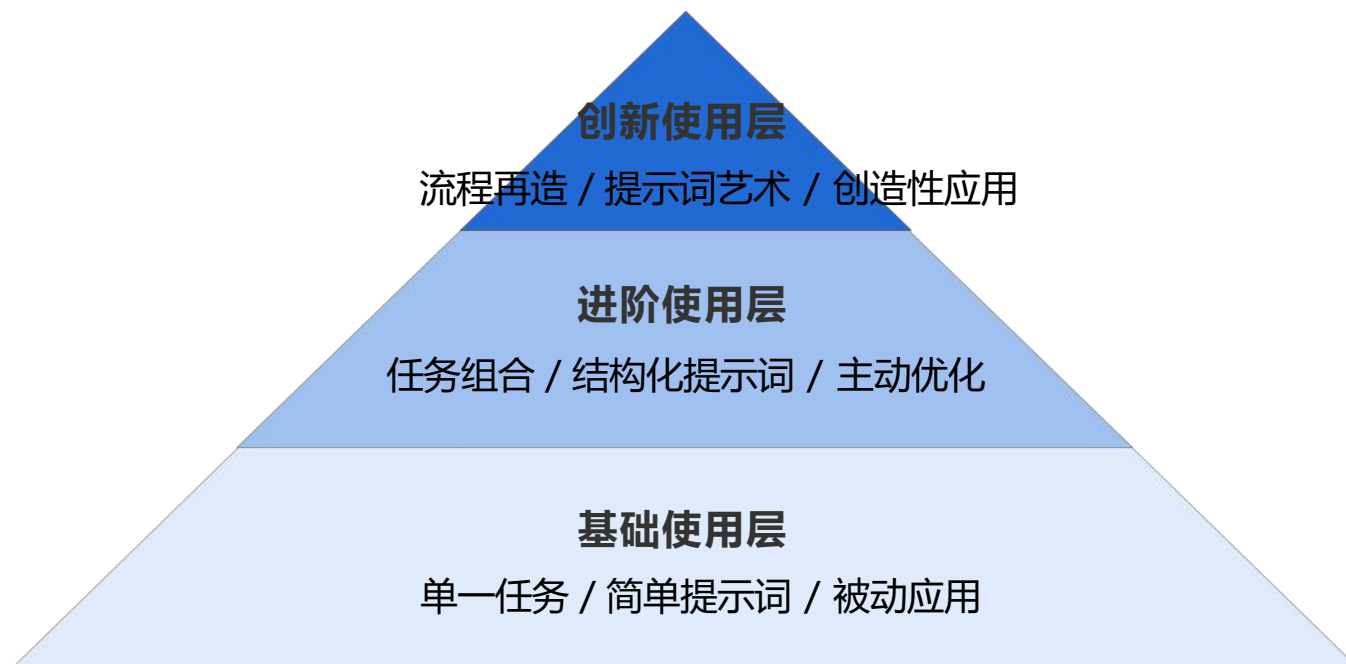 创新使用层
流程再造 / 提示词艺术 / 创造性应用
进阶使用层
任务组合 / 结构化提示词 / 主动优化
基础使用层
单一任务 / 简单提示词 / 被动应用